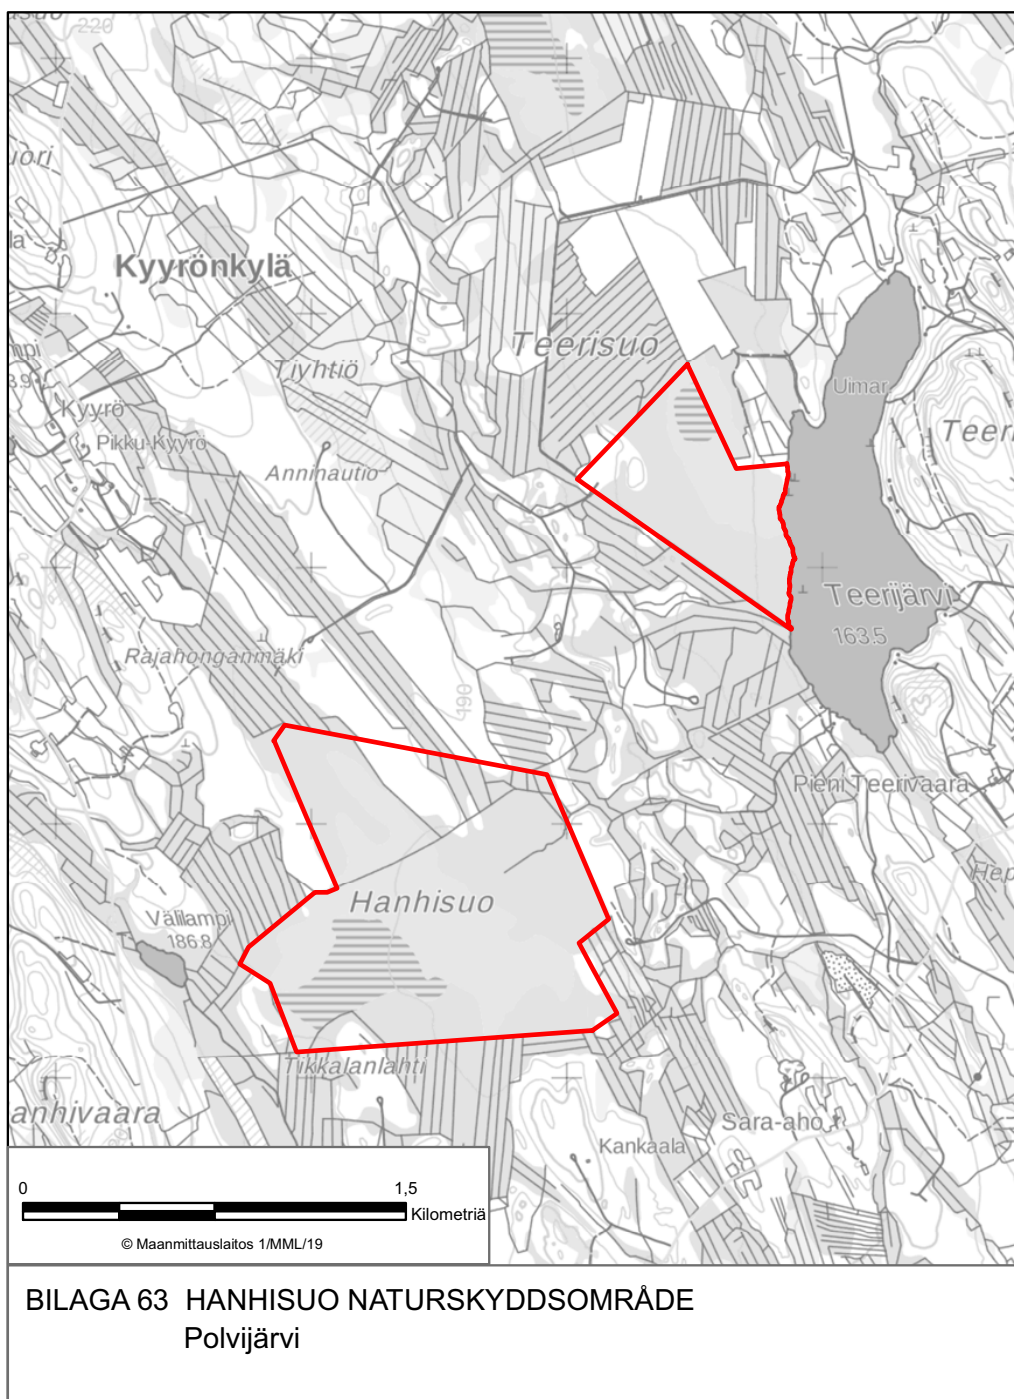 220
Kyyrönkylä
Teerisuo
Tiyhtiö
Uimar
Kyyrö
Pikku-Kyyrö
Anninautio
Teerijärvi
163.5
Rajahonganmäki
190
Pieni Teerivaara
Hanhisuo
Välilampi
186.8
Tikkalanlahti
anhivaara
Sara-aho
Kankaala
0 1,5
Kilometriä
© Maanmittauslaitos 1/MML/19
BILAGA 63 HANHISUO NATURSKYDDSOMRÅDE
Polvijärvi